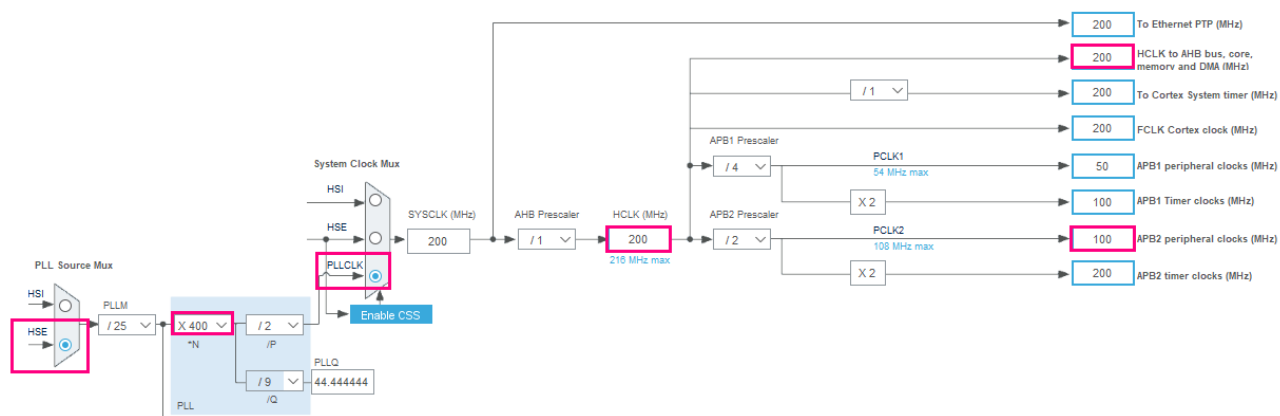 200
To Ethernet PTP (MHz)
200
HCLK to AHB bus, core,
memory and DMA (MHz)
/ 1
200
To Cortex System timer (MHz)
200
FCLK Cortex clock (MHz)
APB1 Prescaler
/ 4
PCLK1
54 MHz max
50
APB1 peripheral clocks (MHz)
X 2
100
APB1 Timer clocks (MHz)
System Clock Mux
HSI
HSE
PLLCLK
SYSCLK (MHz)
200
AHB Prescaler
/ 1
HCLK (MHz)
200
216 MHz max
APB2 Prescaler
/ 2
PCLK2
108 MHz max
100
APB2 peripheral clocks (MHz)
X 2
200
APB2 timer clocks (MHz)
Enable CSS
PLL Source Mux
HSI
HSE
PLLM
/ 25
X 400
*N
/ 2
/P
PLLQ
/ 9
/Q
44.444444
PLL